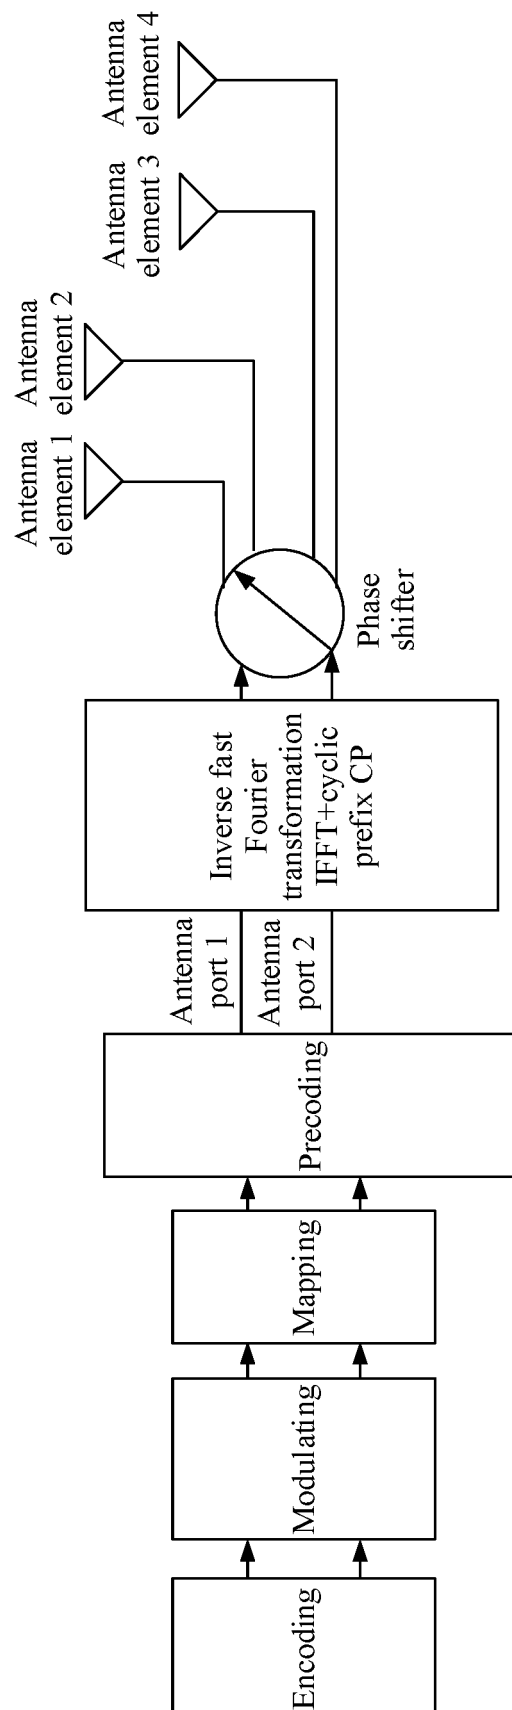 Encoding
Modulating
Mapping
Precoding
Antenna
port 1
Antenna
port 2
Inverse fast
Fourier
transformation
IFFT+cyclic
prefix CP
Phase
shifter
Antenna
element 1
Antenna
element 2
Antenna
element 3
Antenna
element 4